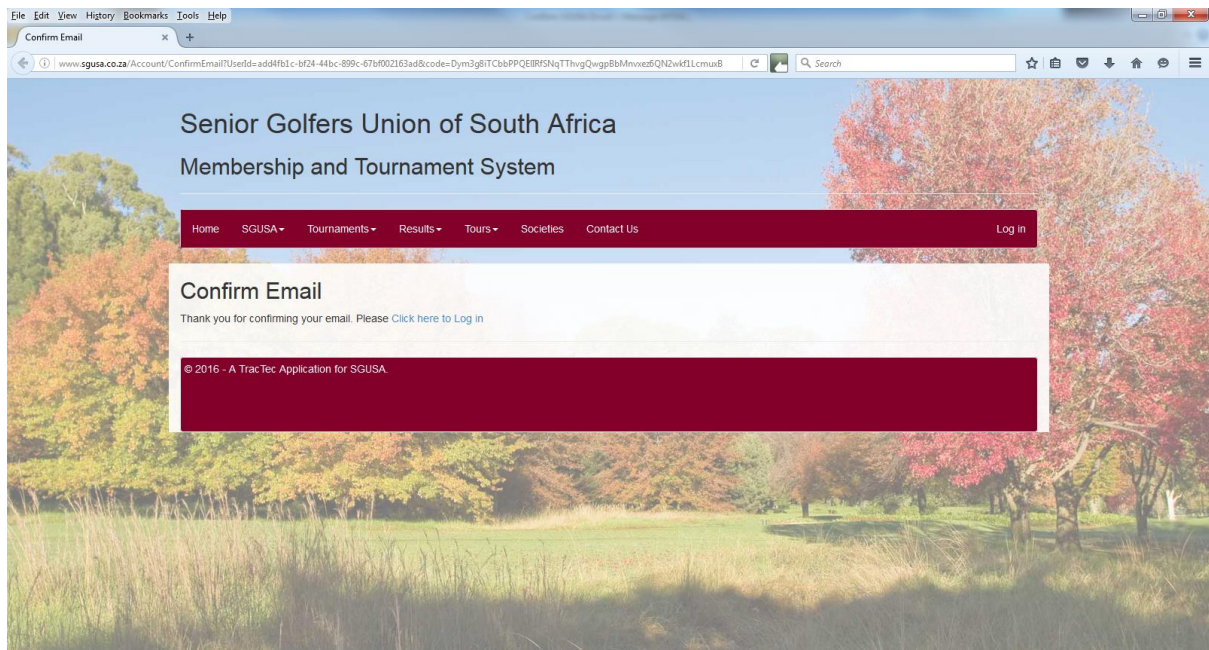 File Edit View History Bookmarks Tools Help
Confirm Email × +
www.sgusa.co.za/Account/ConfirmEmail?UserId=add4fb1c-bf24-44bc-899c-67bf002163ad&code=Dym3g8iTCbbPPQEIIRfSNqTThvgQwgpBbMnvxez6QN2wkf1LcmuxB Search
Senior Golfers Union of South Africa
Membership and Tournament System
Home SGUSA Tournaments Results Tours Societies Contact Us Log in
Confirm Email
Thank you for confirming your email. Please Click here to Log in
© 2016 - A TracTec Application for SGUSA.